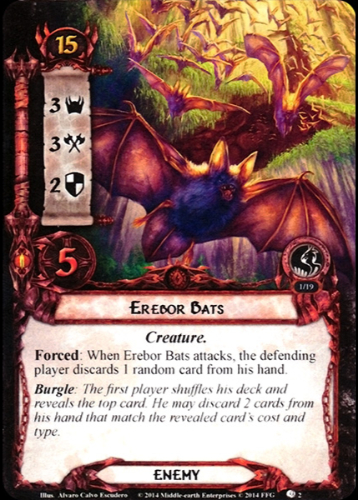 15
3
3
2
5
1/19
EREBOR BATS
Creature.
Forced: When Erebor Bats attacks, the defending
player discards 1 random card from his hand.
Burgle: The first player shuffles his deck and
reveals the top card. He may discard 2 cards from
his hand that match the revealed card's cost and
type.
ENEMY
Illus. Alvaro Calvo Escudero © 2014 Middle-earth Enterprises © 2014 FFG 2